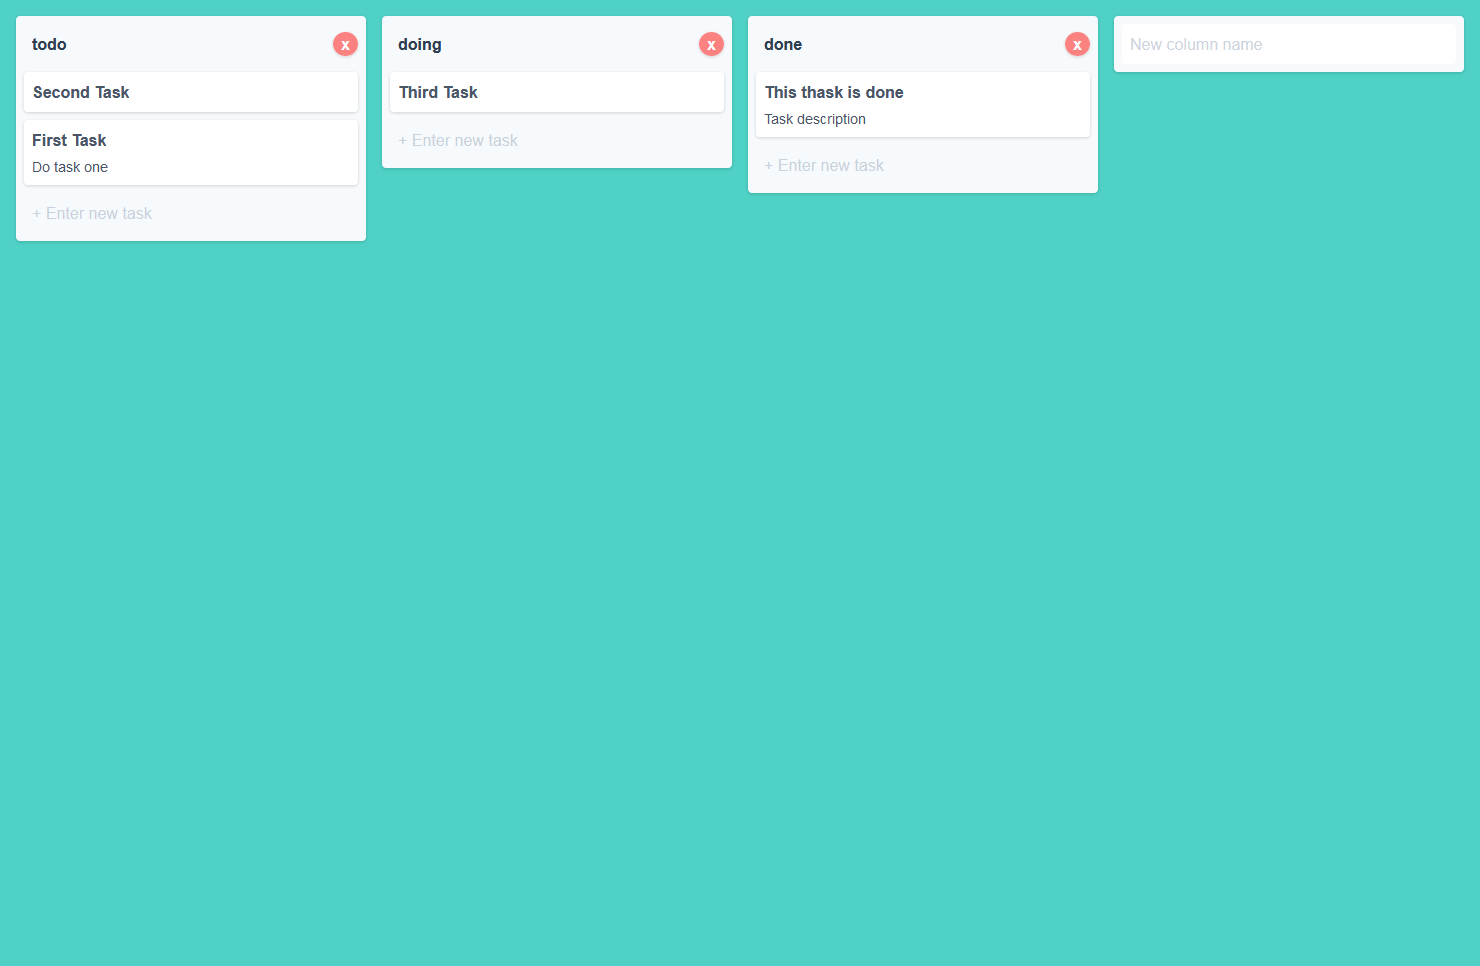 todo
x
Second Task
First Task
Do task one
+ Enter new task
doing
x
Third Task
+ Enter new task
done
x
This thask is done
Task description
+ Enter new task
New column name